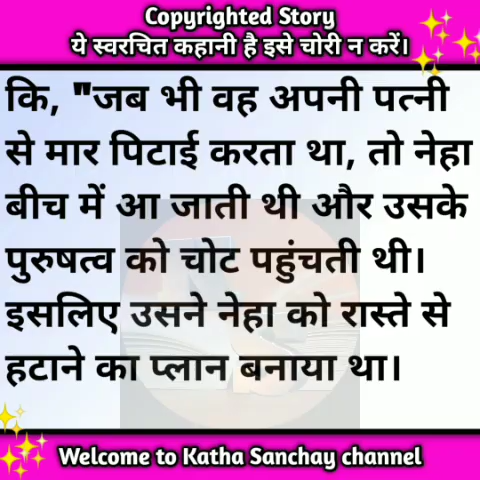 Copyrighted Story
ये स्वरचित कहानी है इसे चोरी न करें।
कि, "जब भी वह अपनी पत्नी
से मार पिटाई करता था, तो नेहा
बीच में आ जाती थी और उसके
पुरुषत्व को चोट पहुंचती थी।
इसलिए उसने नेहा को रास्ते से
हटाने का प्लान बनाया था।
Welcome to Katha Sanchay channel